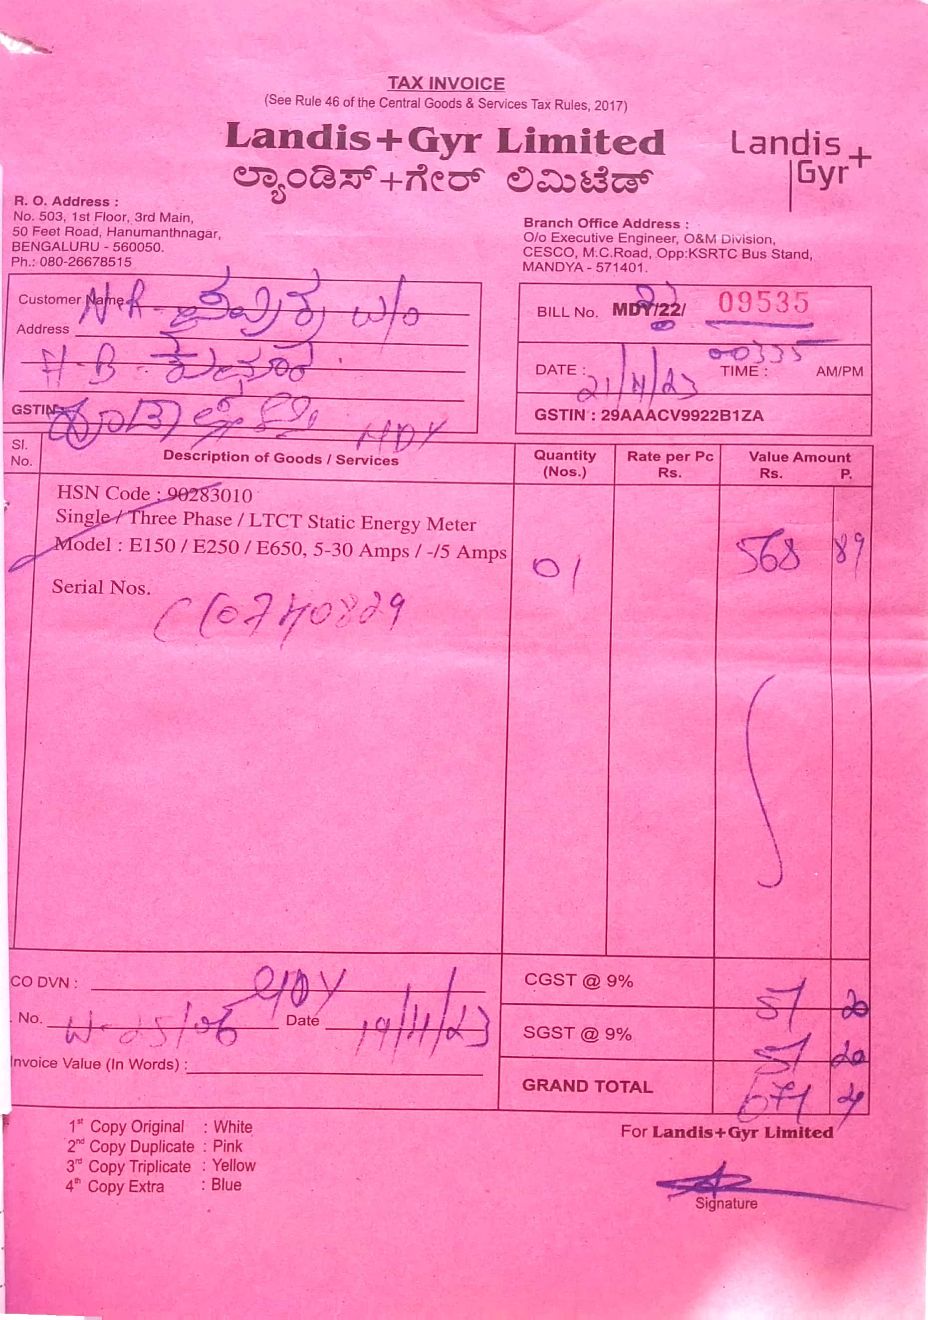 TAX INVOICE
(See Rule 46 of the Central Goods & Services Tax Rules, 2017)
Landis+Gyr Limited
Landis+
Gyr
ಲ್ಯಾಂಡಿಸ್+ಗೇರ್ ಲಿಮಿಟೆಡ್
R. O. Address :
No. 503, 1st Floor, 3rd Main,
50 Feet Road, Hanumanthnagar,
BENGALURU - 560050.
Ph.: 080-26678515
Branch Office Address :
O/o Executive Engineer, O&M Division,
CESCO, M.C.Road, Opp:KSRTC Bus Stand,
MANDYA - 571401.
Customer Name N.R.
Address H.B.
GSTIN
MDY
BILL No. MDY/22/ 09535
00335
DATE : 21/4/23 TIME : AM/PM
GSTIN : 29AAACV9922B1ZA
Sl. No. Description of Goods / Services Quantity (Nos.) Rate per Pc Rs. Value Amount Rs. P.
HSN Code : 90283010
Single / Three Phase / LTCT Static Energy Meter
Model : E150 / E250 / E650, 5-30 Amps / -/5 Amps 01 568 89
Serial Nos.
CO DVN : MDY
No. Date 19/4/23
Invoice Value (In Words) :
CGST @ 9% 51 20
SGST @ 9% 51 20
GRAND TOTAL 671
1st Copy Original : White
2nd Copy Duplicate : Pink
3rd Copy Triplicate : Yellow
4th Copy Extra : Blue
For Landis+Gyr Limited
Signature